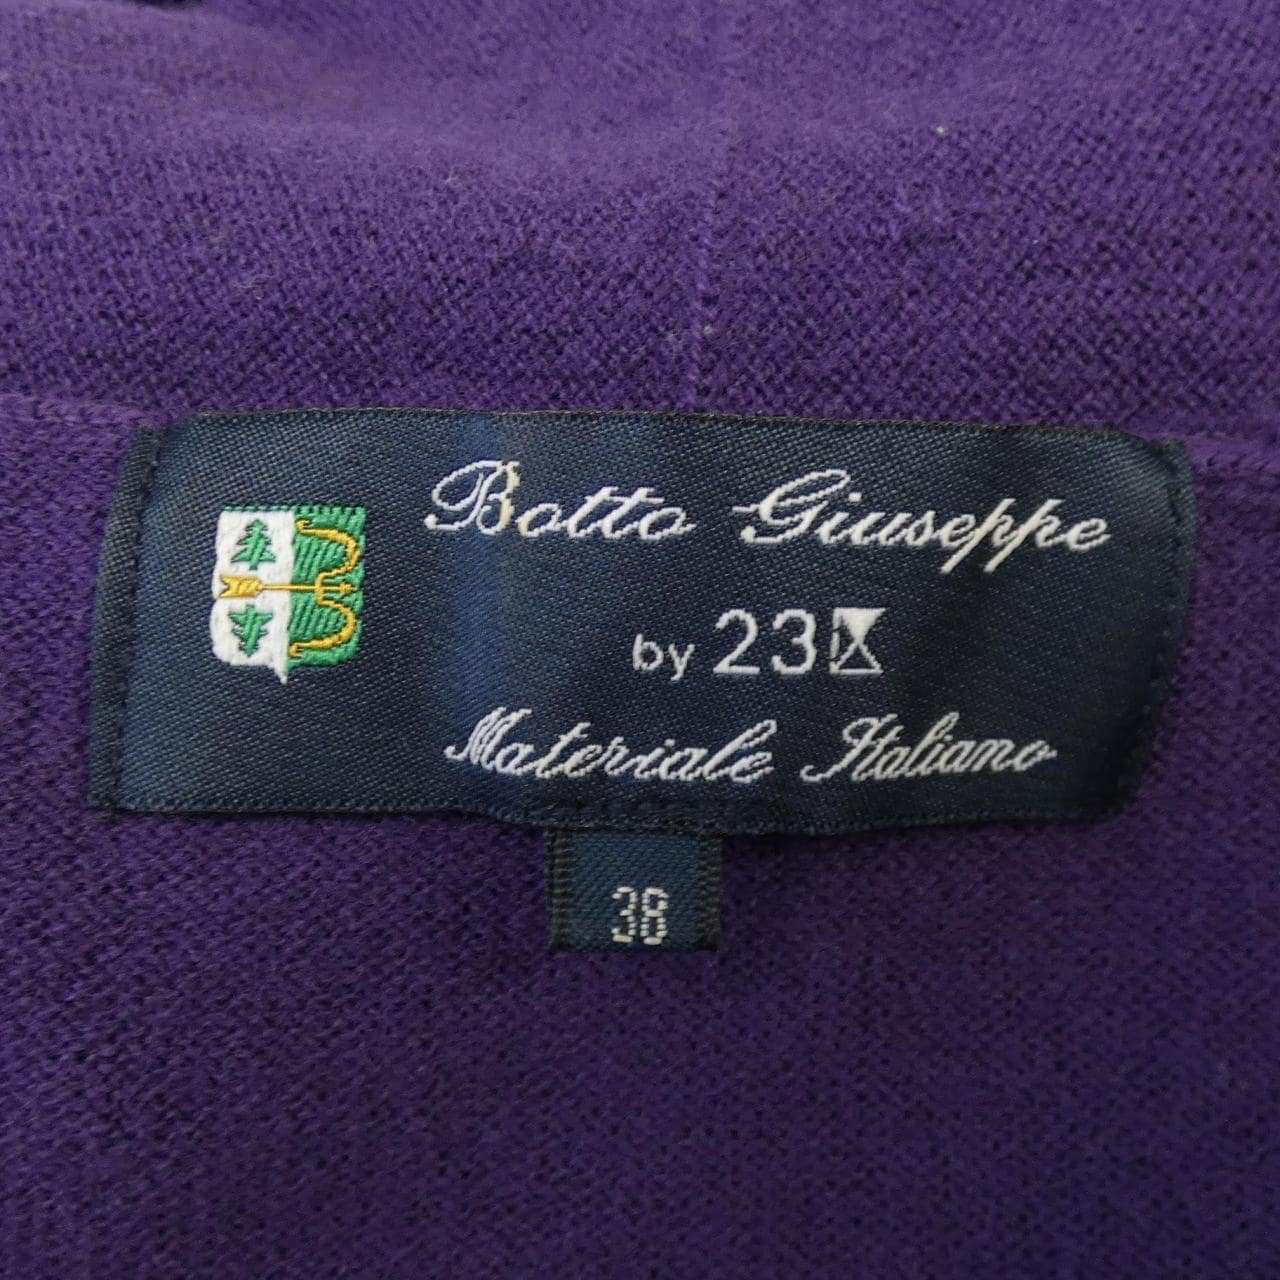 Botto Giuseppe
by 23区
Materiale Italiano
38